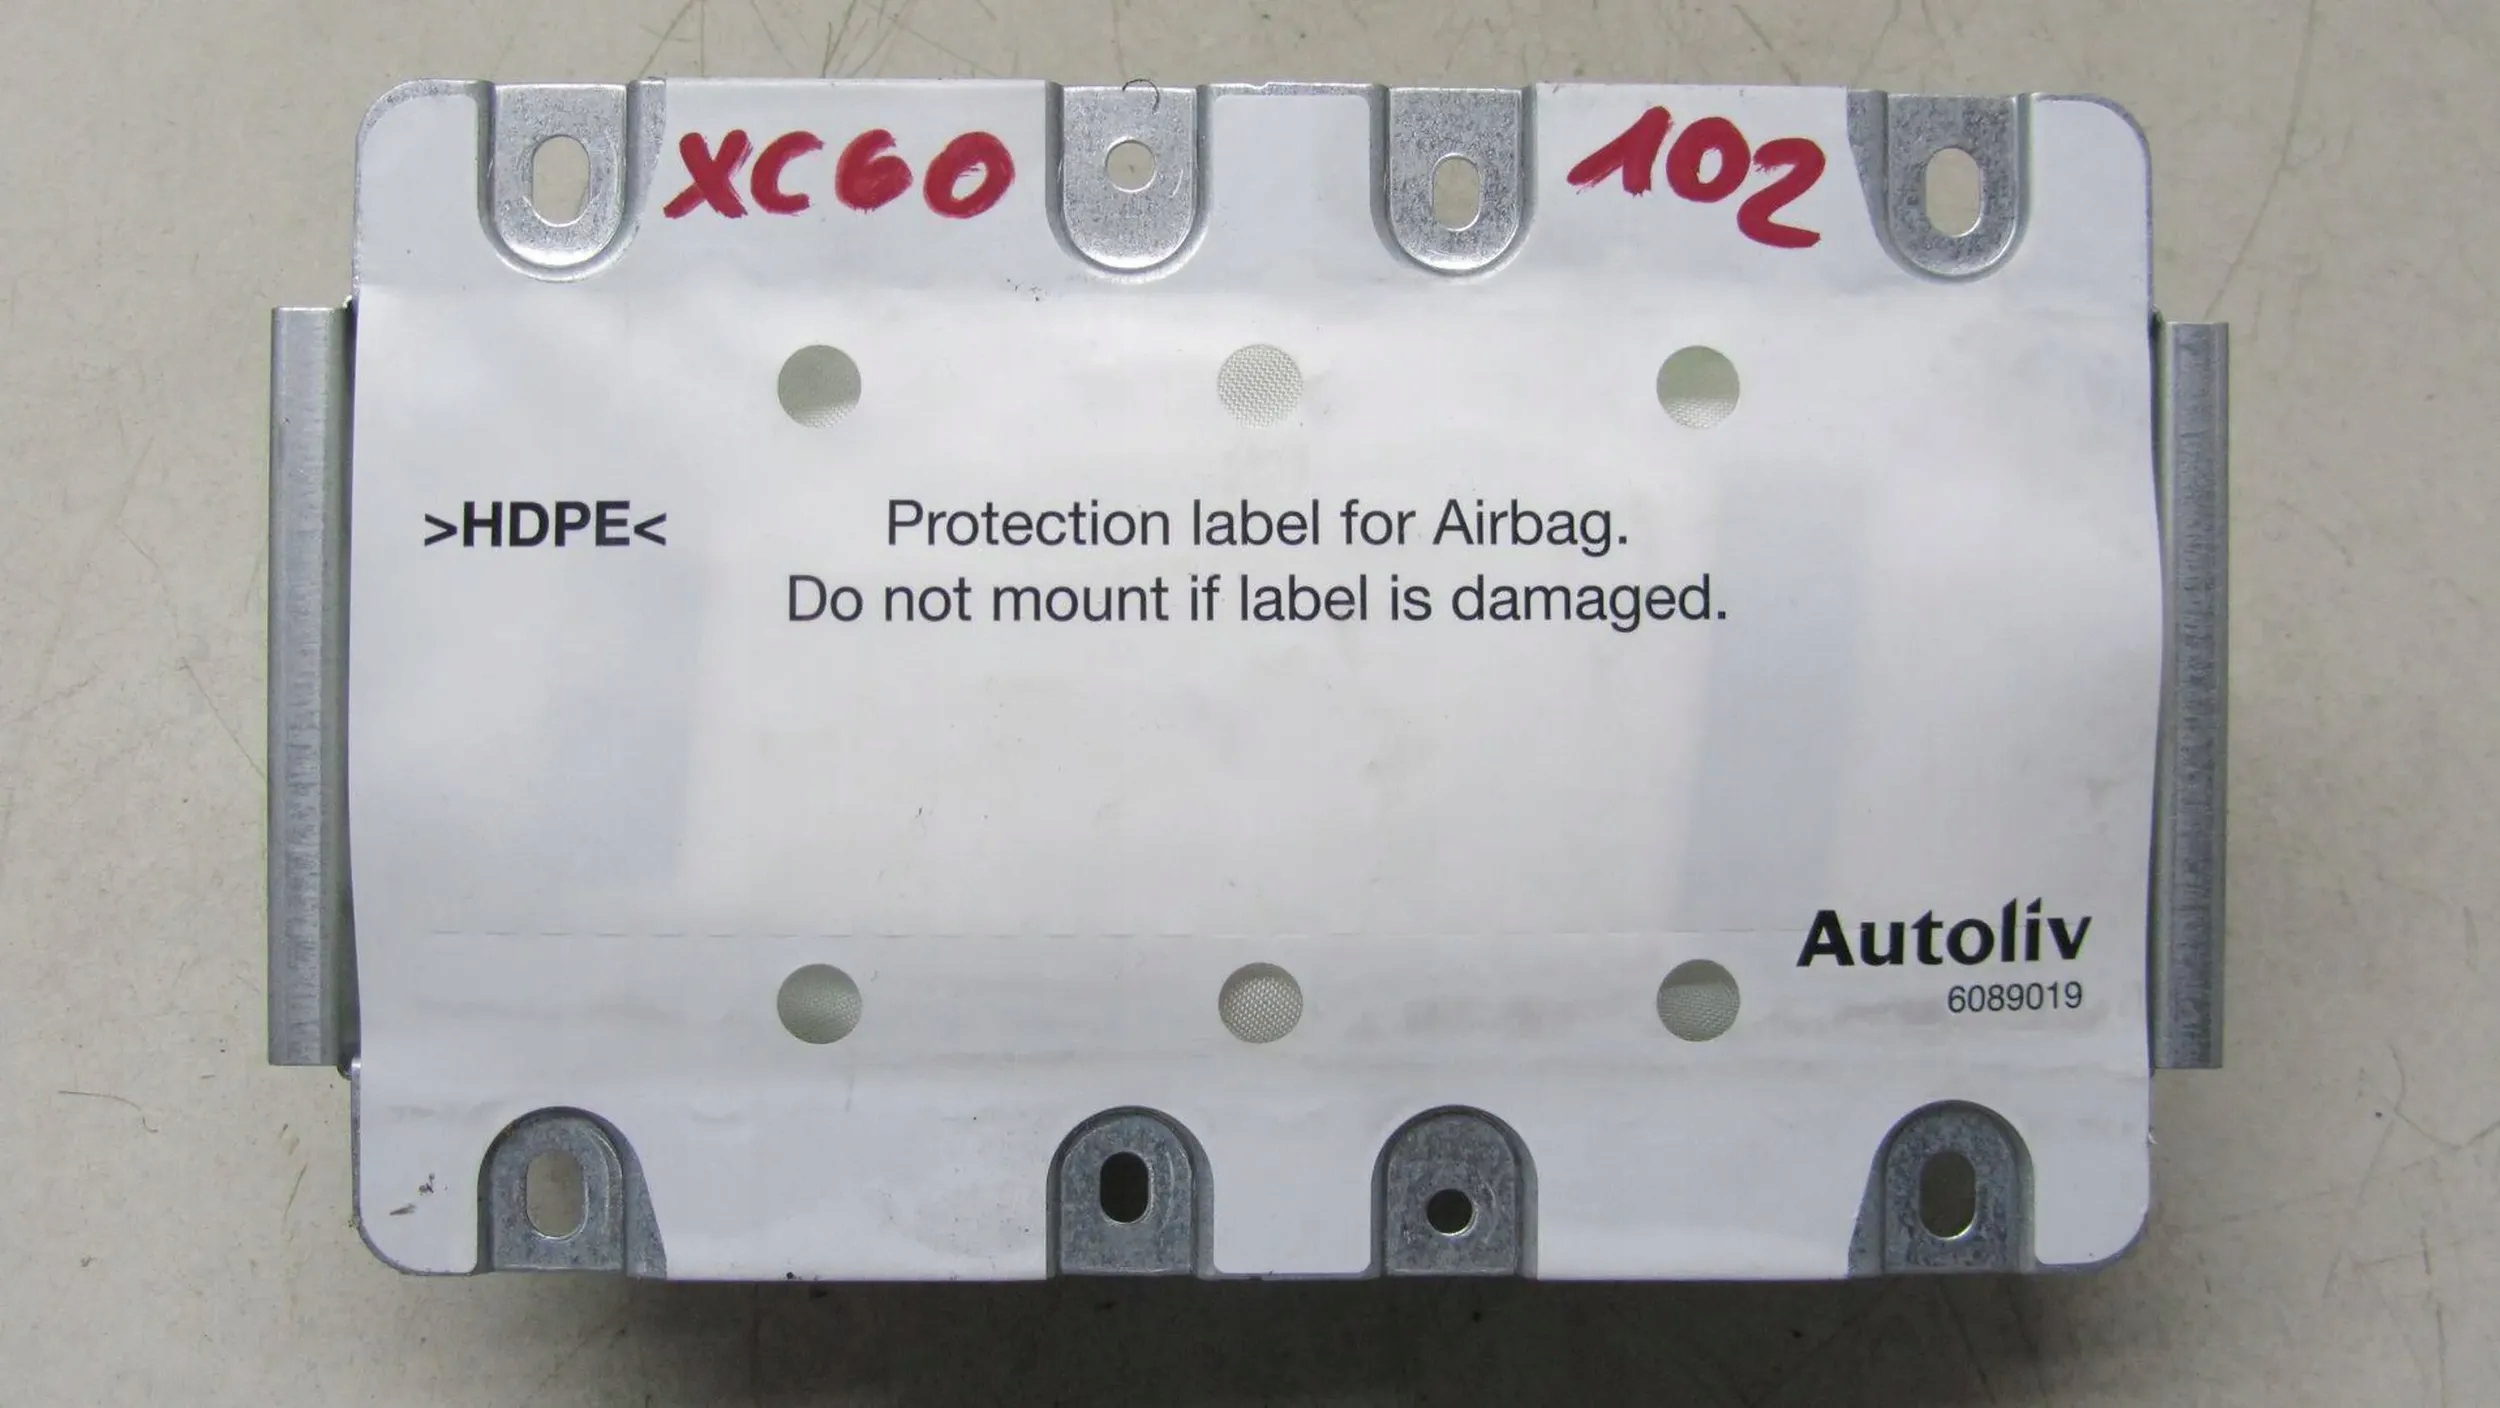 XC60 102
>HDPE<
Protection label for Airbag.
Do not mount if label is damaged.
Autoliv
6089019